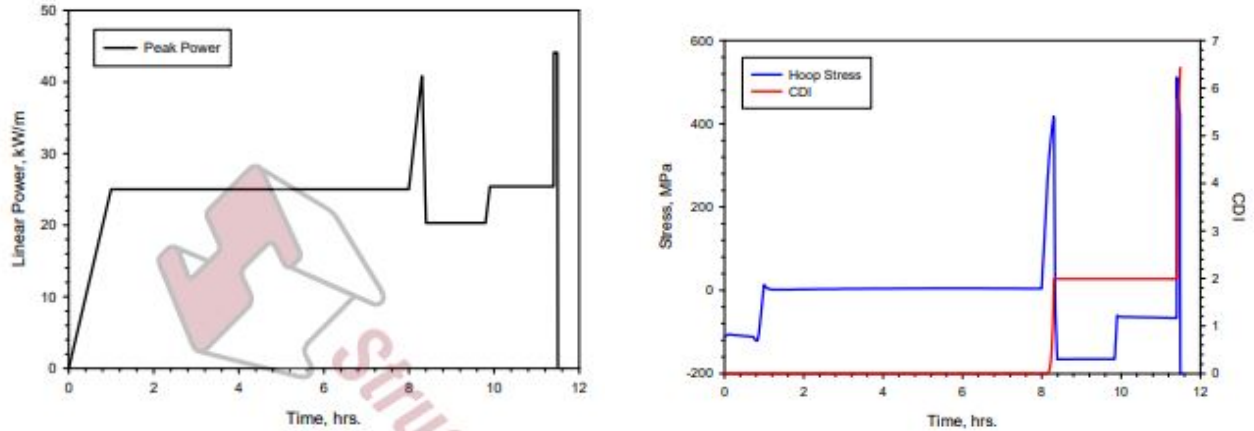 50
40
30
20
10
0
Linear Power, kW/m
Peak Power
0 2 4 6 8 10 12
Time, hrs.
Stru
600
400
200
0
-200
Stress, MPa
Hoop Stress
CDI
7
6
5
4
3
2
1
0
CDI
0 2 4 6 8 10 12
Time, hrs.